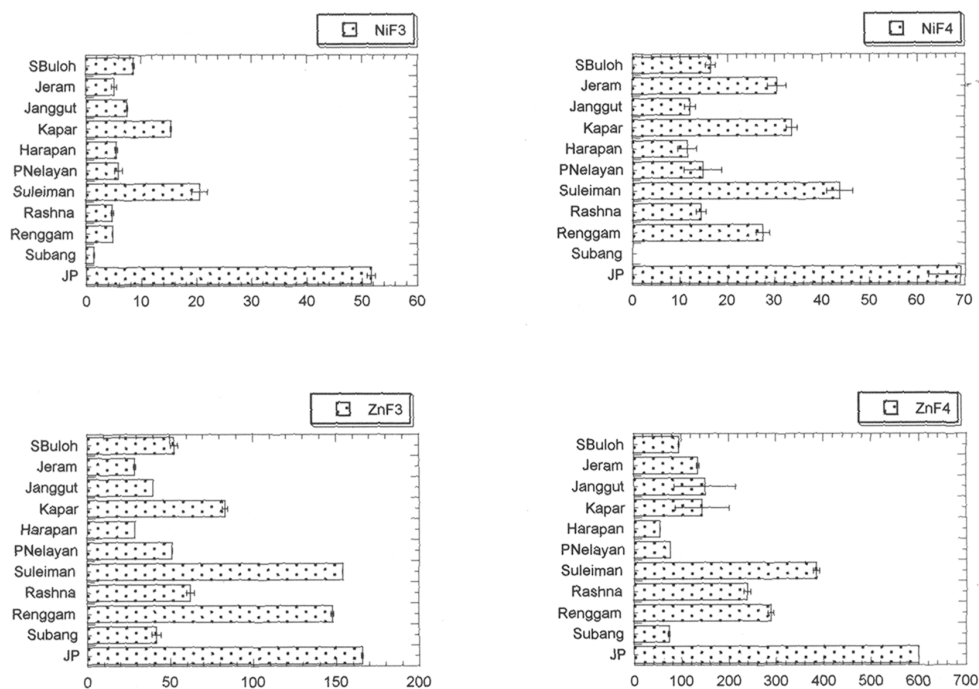 NiF3
SBuloh
Jeram
Janggut
Kapar
Harapan
PNelayan
Suleiman
Rashna
Renggam
Subang
JP
0 10 20 30 40 50 60
NiF4
SBuloh
Jeram
Janggut
Kapar
Harapan
PNelayan
Suleiman
Rashna
Renggam
Subang
JP
0 10 20 30 40 50 60 70
ZnF3
SBuloh
Jeram
Janggut
Kapar
Harapan
PNelayan
Suleiman
Rashna
Renggam
Subang
JP
0 50 100 150 200
ZnF4
SBuloh
Jeram
Janggut
Kapar
Harapan
PNelayan
Suleiman
Rashna
Renggam
Subang
JP
0 100 200 300 400 500 600 700